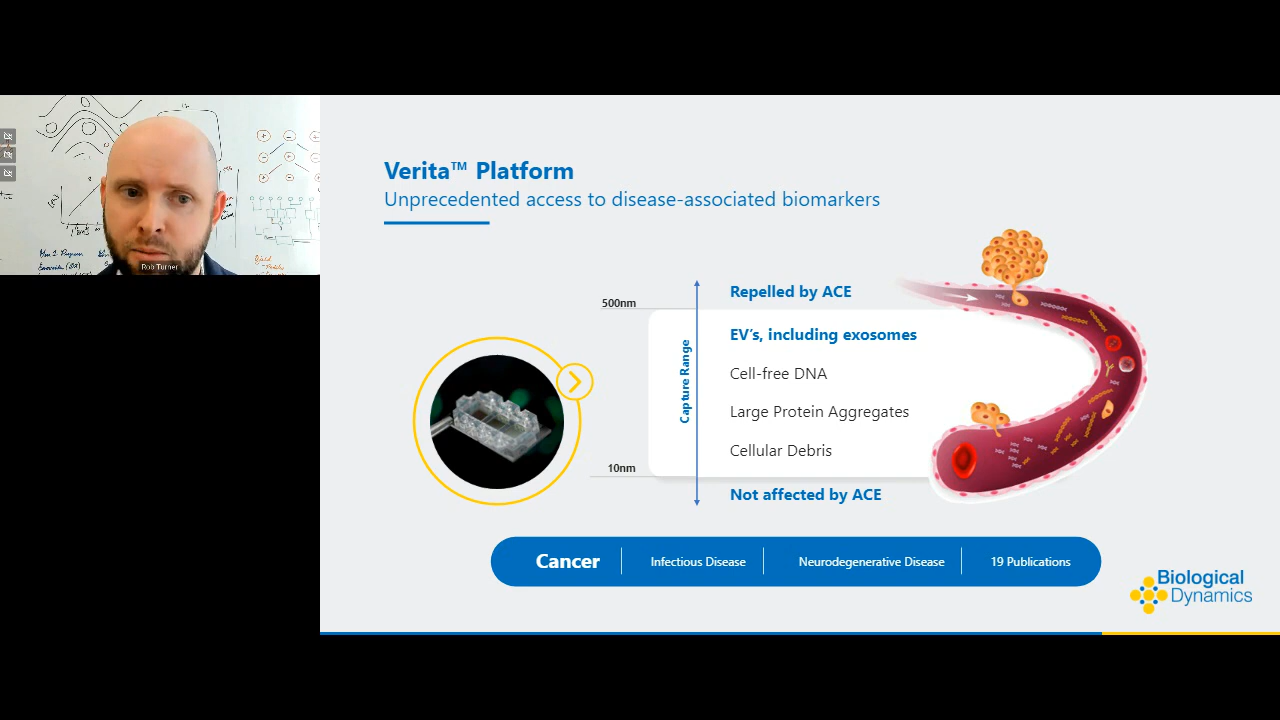 Rob Turner
Verita™ Platform
Unprecedented access to disease-associated biomarkers
500nm
10nm
Capture Range
Repelled by ACE
EV's, including exosomes
Cell-free DNA
Large Protein Aggregates
Cellular Debris
Not affected by ACE
Cancer
Infectious Disease
Neurodegenerative Disease
19 Publications
Biological
Dynamics